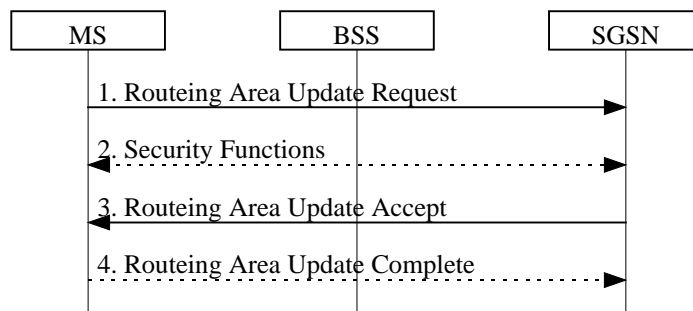 MS BSS SGSN
1. Routeing Area Update Request
2. Security Functions
3. Routeing Area Update Accept
4. Routeing Area Update Complete